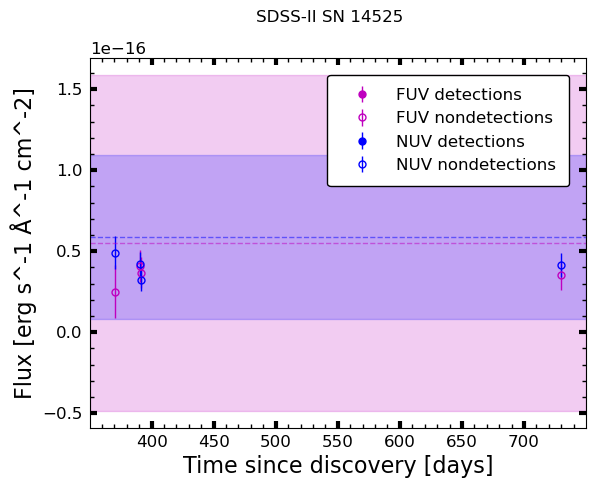 SDSS-II SN 14525
1e−16
FUV detections
FUV nondetections
NUV detections
NUV nondetections
1.5
1.0
0.5
0.0
−0.5
Flux [erg s^-1 Å^-1 cm^-2]
400 450 500 550 600 650 700
Time since discovery [days]